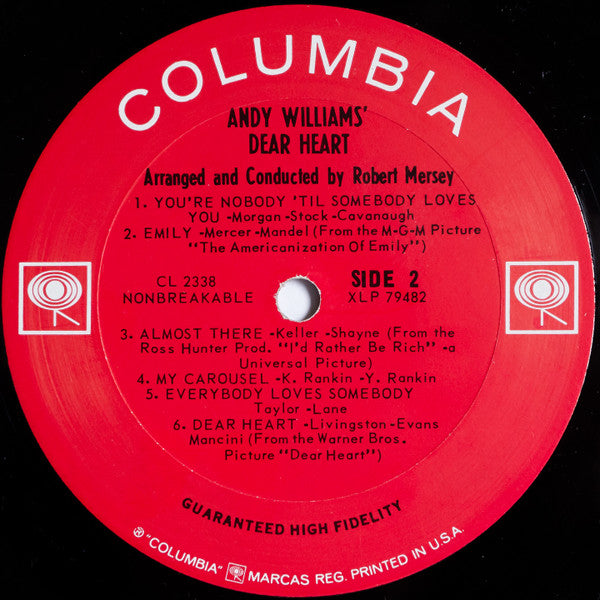 COLUMBIA
ANDY WILLIAMS'
DEAR HEART
Arranged and Conducted by Robert Mersey
1. YOU'RE NOBODY 'TIL SOMEBODY LOVES
YOU -Morgan -Stock -Cavanaugh
2. EMILY -Mercer -Mandel (From the M-G-M Picture
"The Americanization Of Emily")
CL 2338
NONBREAKABLE
SIDE 2
XLP 79482
3. ALMOST THERE -Keller -Shayne (From the
Ross Hunter Prod. "I'd Rather Be Rich" -a
Universal Picture)
4. MY CAROUSEL -K. Rankin -Y. Rankin
5. EVERYBODY LOVES SOMEBODY
Taylor -Lane
6. DEAR HEART -Livingston -Evans
Mancini (From the Warner Bros.
Picture "Dear Heart")
GUARANTEED HIGH FIDELITY
® "COLUMBIA" MARCAS REG. PRINTED IN U.S.A.